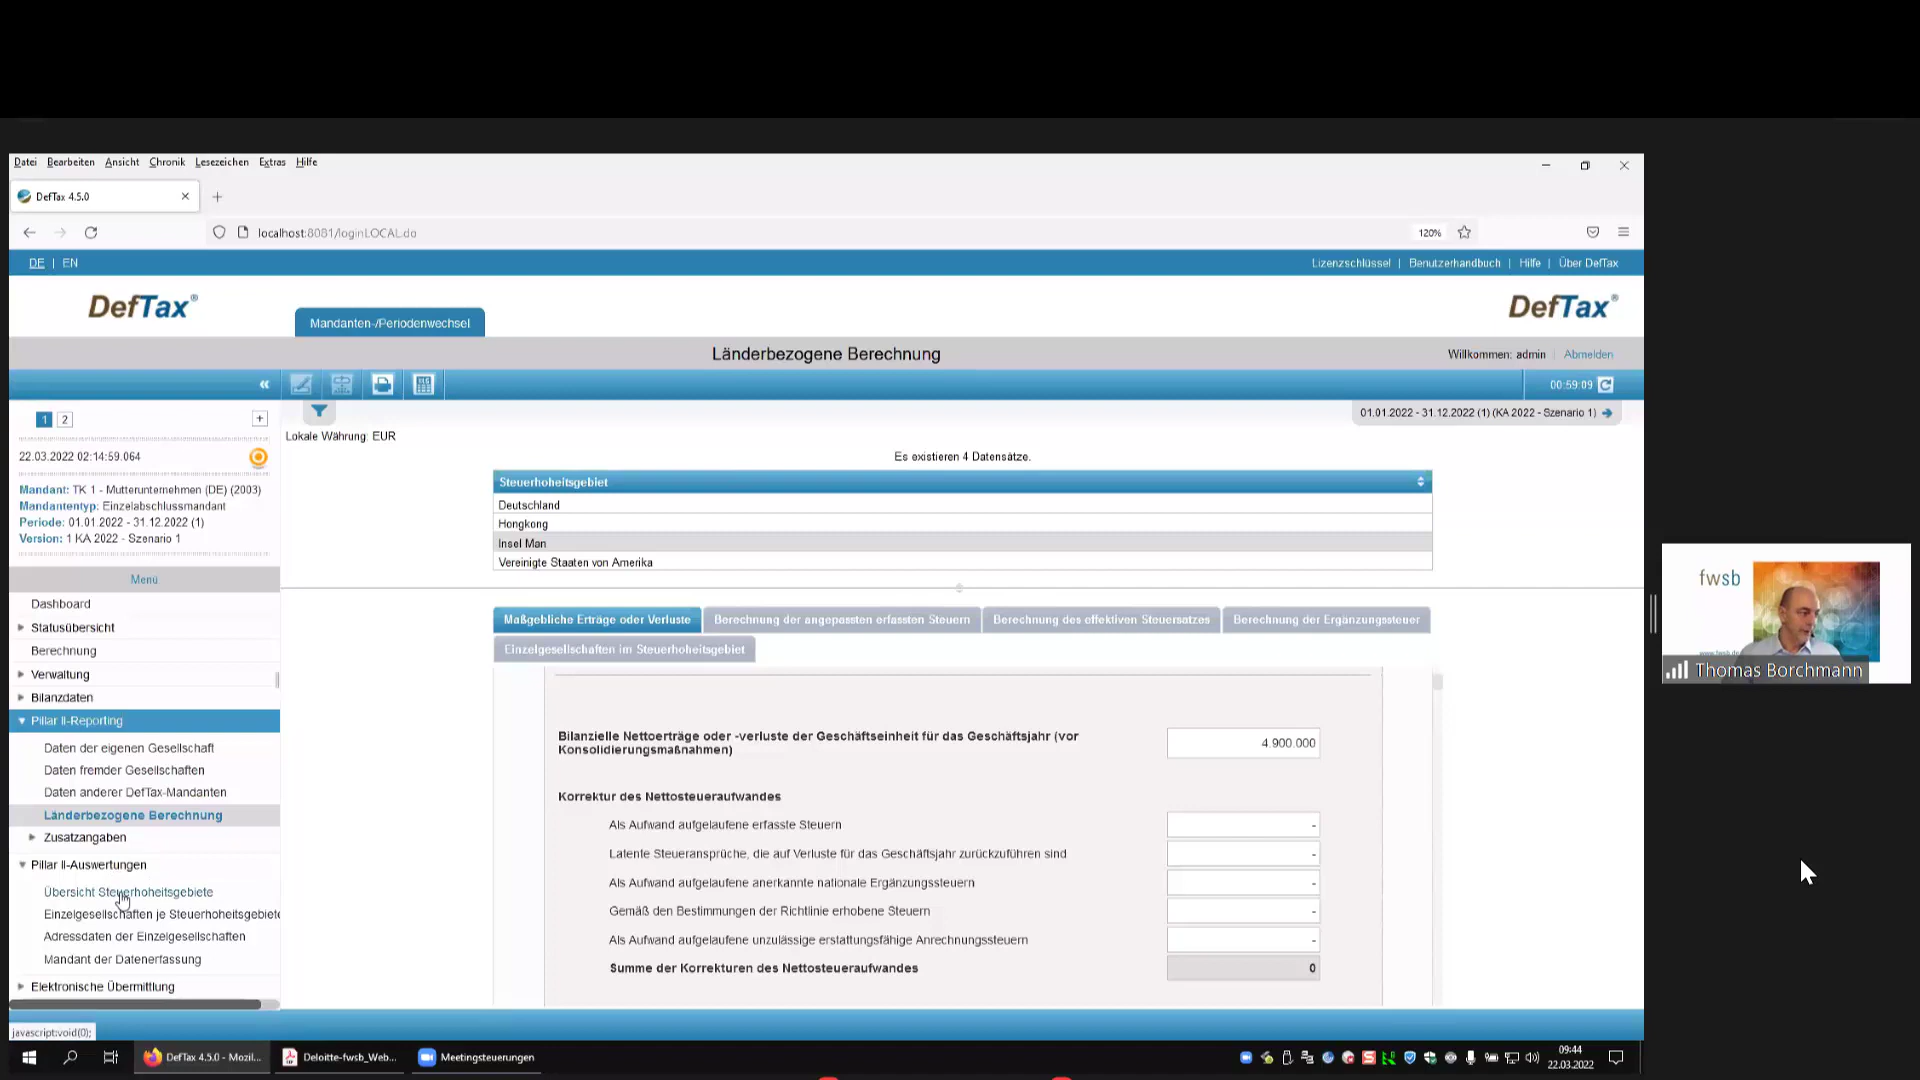 Datei Bearbeiten Ansicht Chronik Lesezeichen Extras Hilfe
DefTax 4.5.0
localhost:8081/loginLOCAL.do
120%
DE | EN
Lizenzschlüssel | Benutzerhandbuch | Hilfe | Über DefTax
DefTax®
Mandanten-/Periodenwechsel
DefTax®
Länderbezogene Berechnung
Willkommen: admin | Abmelden
00:59:09
1 2
01.01.2022 - 31.12.2022 (1) (KA 2022 - Szenario 1)
Lokale Währung: EUR
22.03.2022 02:14:59.064
Es existieren 4 Datensätze.
Mandant: TK 1 - Mutterunternehmen (DE) (2003)
Mandantentyp: Einzelabschlussmandant
Periode: 01.01.2022 - 31.12.2022 (1)
Version: 1 KA 2022 - Szenario 1
Steuerhoheitsgebiet
Deutschland
Hongkong
Insel Man
Vereinigte Staaten von Amerika
Menü
Dashboard
Statusübersicht
Berechnung
Verwaltung
Bilanzdaten
Pillar II-Reporting
Daten der eigenen Gesellschaft
Daten fremder Gesellschaften
Daten anderer DefTax-Mandanten
Länderbezogene Berechnung
Zusatzangaben
Pillar II-Auswertungen
Übersicht Steuerhoheitsgebiete
Einzelgesellschaften je Steuerhoheitsgebiete
Adressdaten der Einzelgesellschaften
Mandant der Datenerfassung
Elektronische Übermittlung
Maßgebliche Erträge oder Verluste
Berechnung der angepassten erfassten Steuern
Berechnung des effektiven Steuersatzes
Berechnung der Ergänzungssteuer
Einzelgesellschaften im Steuerhoheitsgebiet
Bilanzielle Nettoerträge oder -verluste der Geschäftseinheit für das Geschäftsjahr (vor
Konsolidierungsmaßnahmen)
4.900.000
Korrektur des Nettosteueraufwandes
Als Aufwand aufgelaufene erfasste Steuern -
Latente Steueransprüche, die auf Verluste für das Geschäftsjahr zurückzuführen sind -
Als Aufwand aufgelaufene anerkannte nationale Ergänzungssteuern -
Gemäß den Bestimmungen der Richtlinie erhobene Steuern -
Als Aufwand aufgelaufene unzulässige erstattungsfähige Anrechnungssteuern -
Summe der Korrekturen des Nettosteueraufwandes 0
fwsb
Thomas Borchmann
javascript:void(0);
DefTax 4.5.0 - Mozil...
Deloitte-fwsb_Web...
Meetingsteuerungen
09:44
22.03.2022